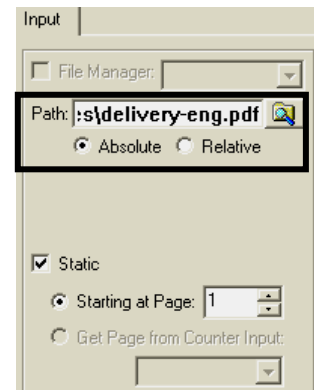 Input
File Manager:
Path: :s\delivery-eng.pdf
Absolute Relative
Static
Starting at Page: 1
Get Page from Counter Input: